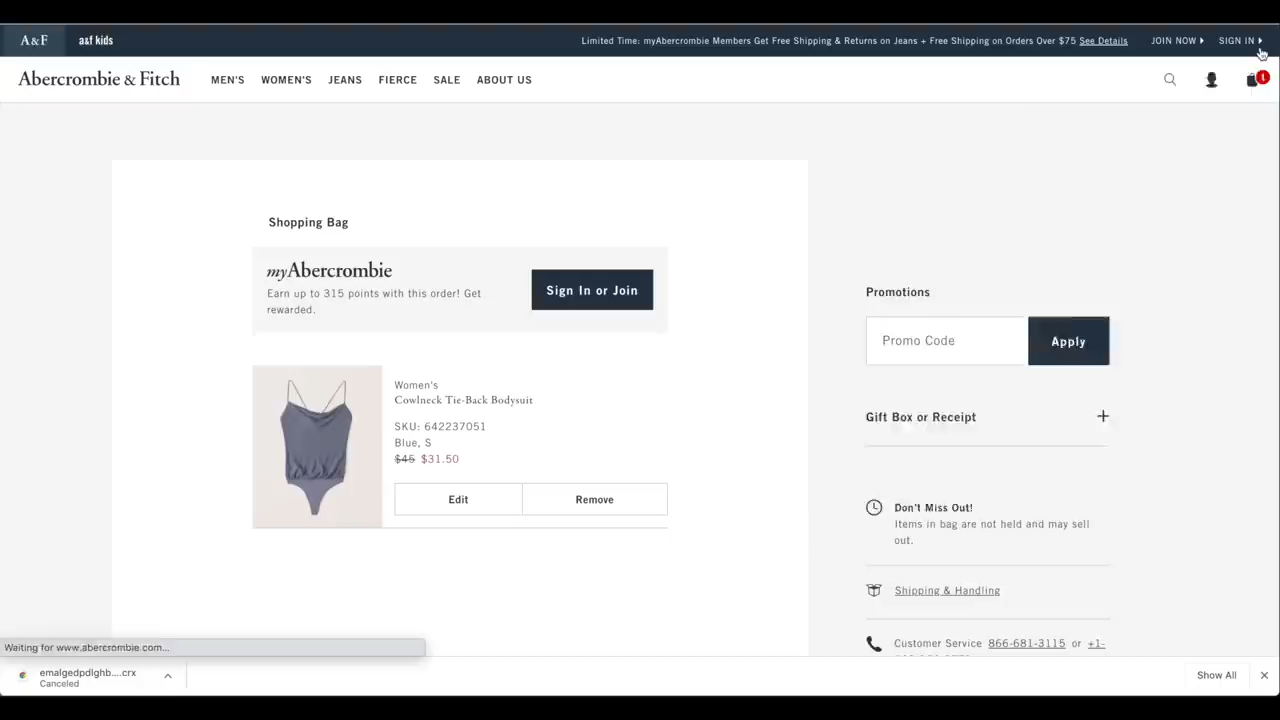 A&F
a&f kids
Limited Time: myAbercrombie Members Get Free Shipping & Returns on Jeans + Free Shipping on Orders Over $75 See Details
JOIN NOW
SIGN IN
Abercrombie & Fitch
MEN'S
WOMEN'S
JEANS
FIERCE
SALE
ABOUT US
Shopping Bag
myAbercrombie
Earn up to 315 points with this order! Get
rewarded.
Sign In or Join
Women's
Cowlneck Tie-Back Bodysuit
SKU: 642237051
Blue, S
$45 $31.50
Edit
Remove
Promotions
Promo Code
Apply
Gift Box or Receipt
Don't Miss Out!
Items in bag are not held and may sell
out.
Shipping & Handling
Customer Service 866-681-3115 or +1-
Waiting for www.abercrombie.com...
emalgedpdlghb....crx
Canceled
Show All